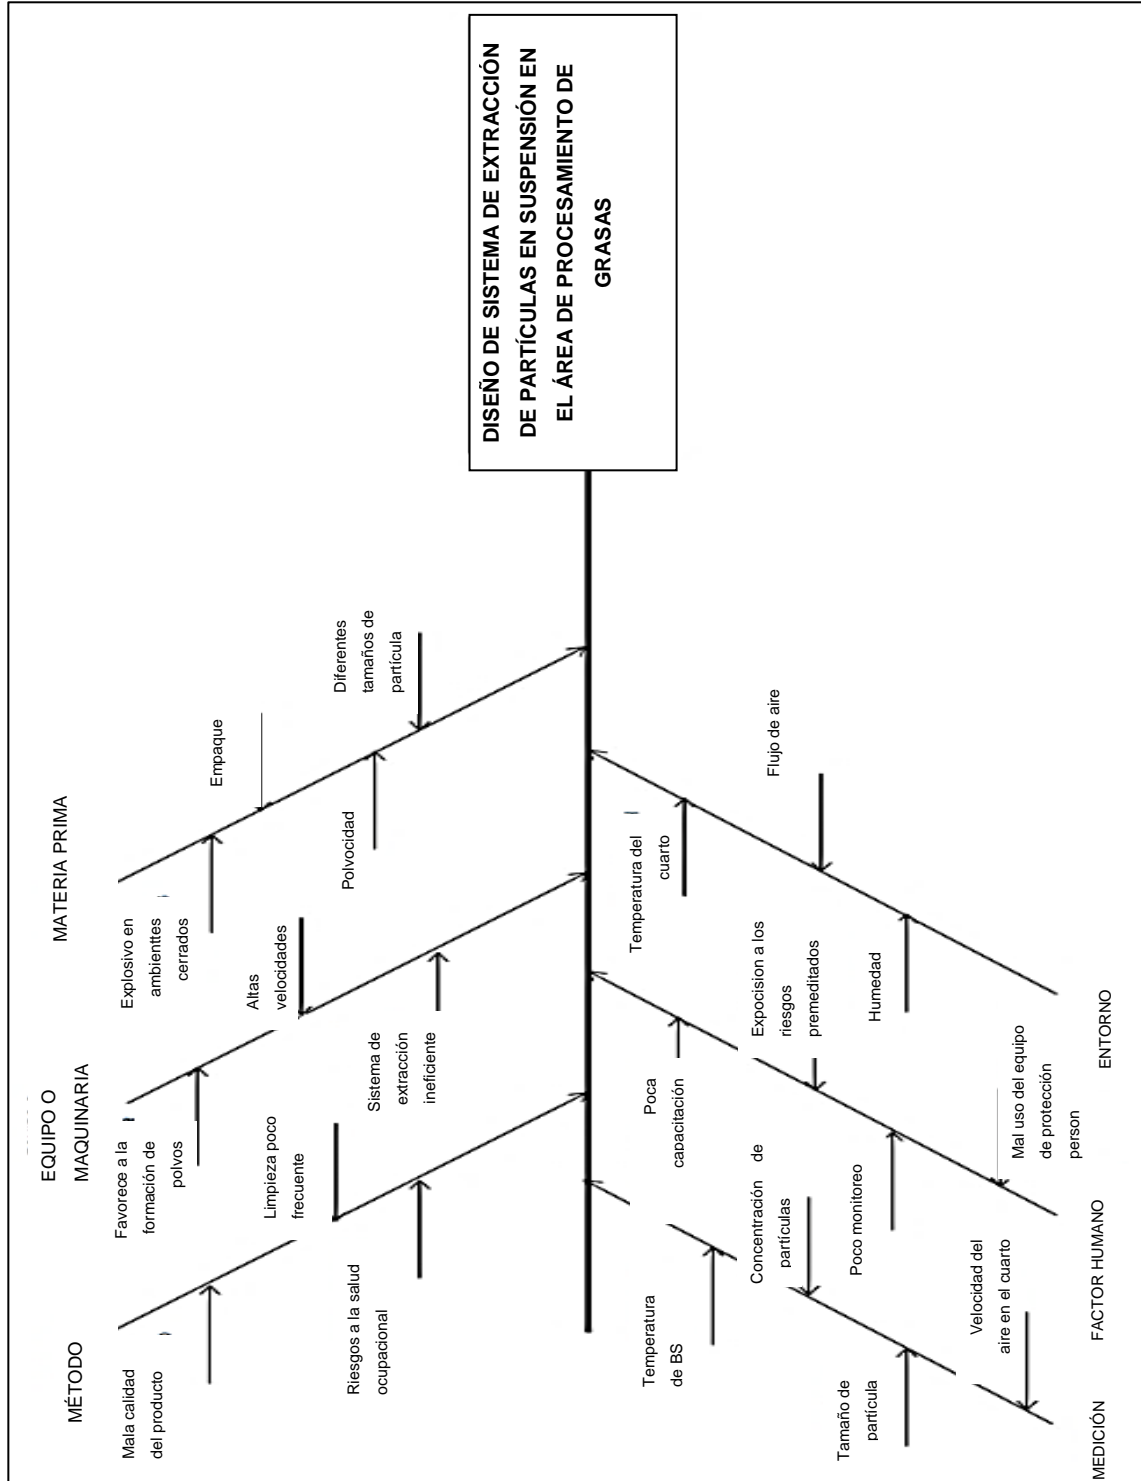 DISEÑO DE SISTEMA DE EXTRACCIÓN
DE PARTÍCULAS EN SUSPENSIÓN EN
EL ÁREA DE PROCESAMIENTO DE
GRASAS
MÉTODO
Mala calidad
del producto
Limpieza poco
frecuente
Riesgos a la salud
ocupacional
EQUIPO O
MAQUINARIA
Favorece a la
formación de
polvos
Altas
velocidades
Sistema de
extracción
ineficiente
MATERIA PRIMA
Explosivo en
ambienttes
cerrados
Empaque
Polvocidad
Diferentes
tamaños de
partícula
MEDICIÓN
Temperatura
de BS
Concentración de
partículas
Tamaño de
partícula
Velocidad del
aire en el cuarto
FACTOR HUMANO
Poca
capacitación
Expocision a los
riesgos
premeditados
Poco monitoreo
Mal uso del equipo
de protección
person
ENTORNO
Temperatura del
cuarto
Flujo de aire
Humedad